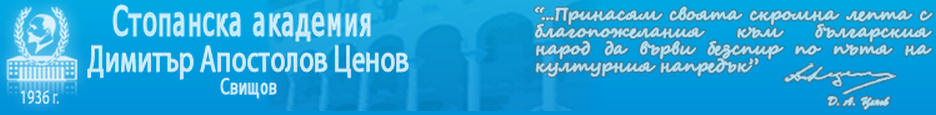 Стопанска академия
Димитър Апостолов Ценов
Свищов
1936 г.
“...Принасям своята скромна лепта с
благопожелания към българския
народ да върви безспир по пътя на
културния напредък”
Д. А. Ценов